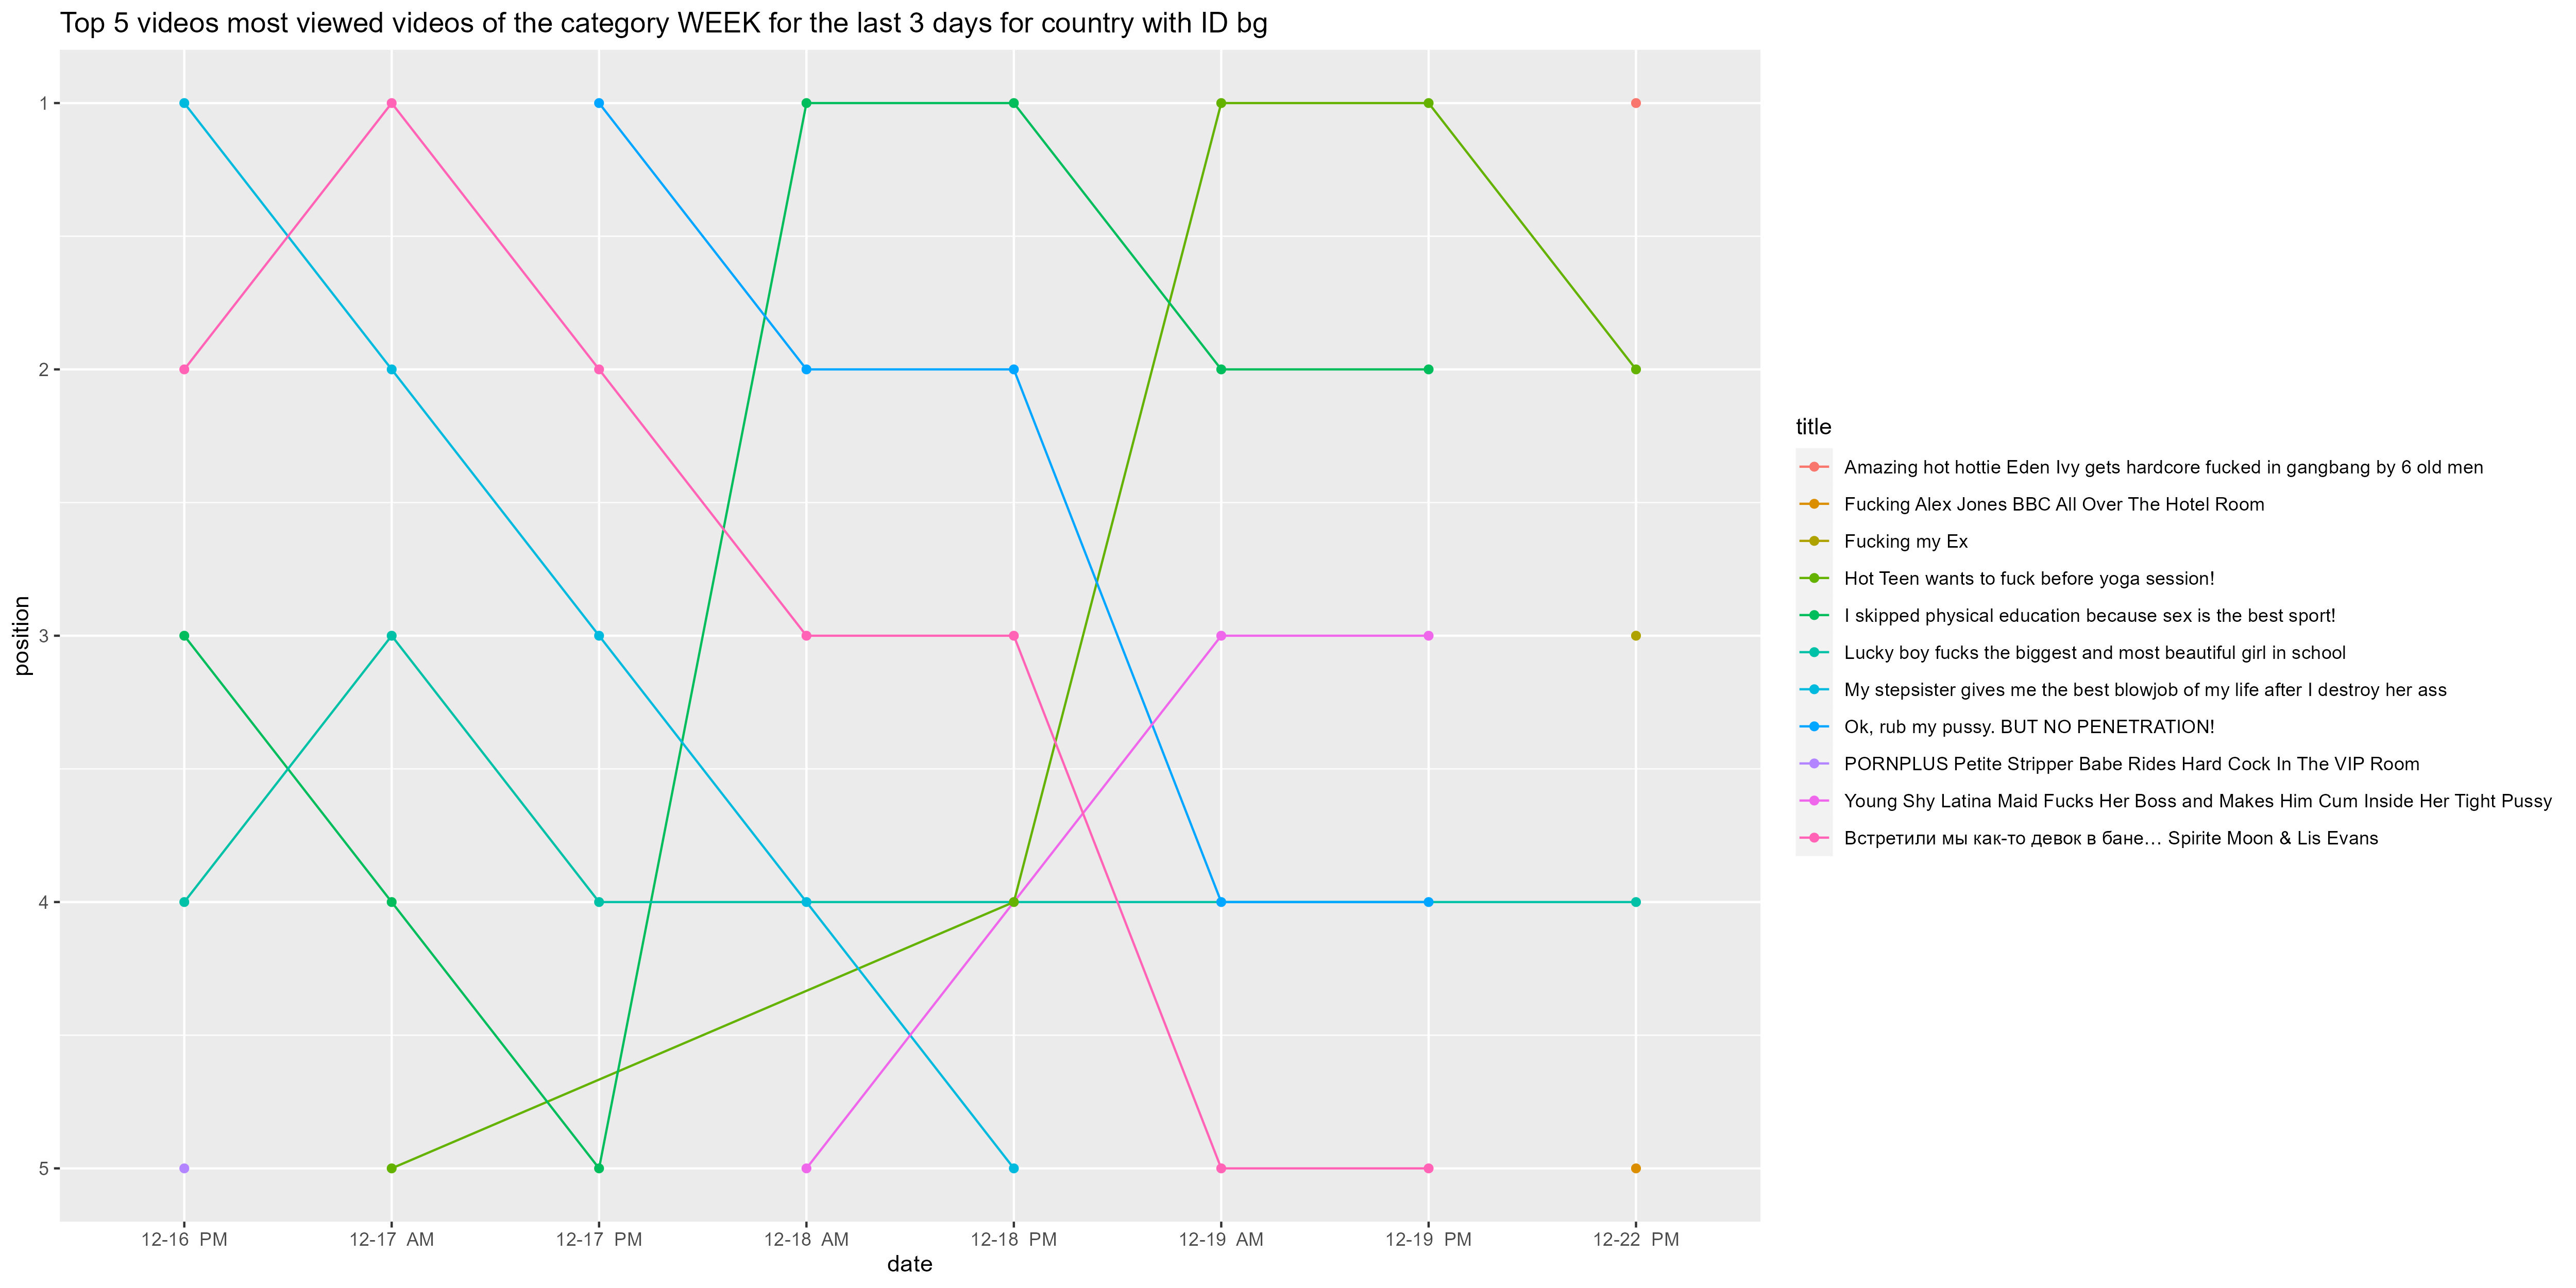 Top 5 videos most viewed videos of the category WEEK for the last 3 days for country with ID bg
position
1
2
3
4
5
12-16 PM
12-17 AM
12-17 PM
12-18 AM
12-18 PM
12-19 AM
12-19 PM
12-22 PM
date
title
Amazing hot hottie Eden Ivy gets hardcore fucked in gangbang by 6 old men
Fucking Alex Jones BBC All Over The Hotel Room
Fucking my Ex
Hot Teen wants to fuck before yoga session!
I skipped physical education because sex is the best sport!
Lucky boy fucks the biggest and most beautiful girl in school
My stepsister gives me the best blowjob of my life after I destroy her ass
Ok, rub my pussy. BUT NO PENETRATION!
PORNPLUS Petite Stripper Babe Rides Hard Cock In The VIP Room
Young Shy Latina Maid Fucks Her Boss and Makes Him Cum Inside Her Tight Pussy
Встретили мы как-то девок в бане… Spirite Moon & Lis Evans